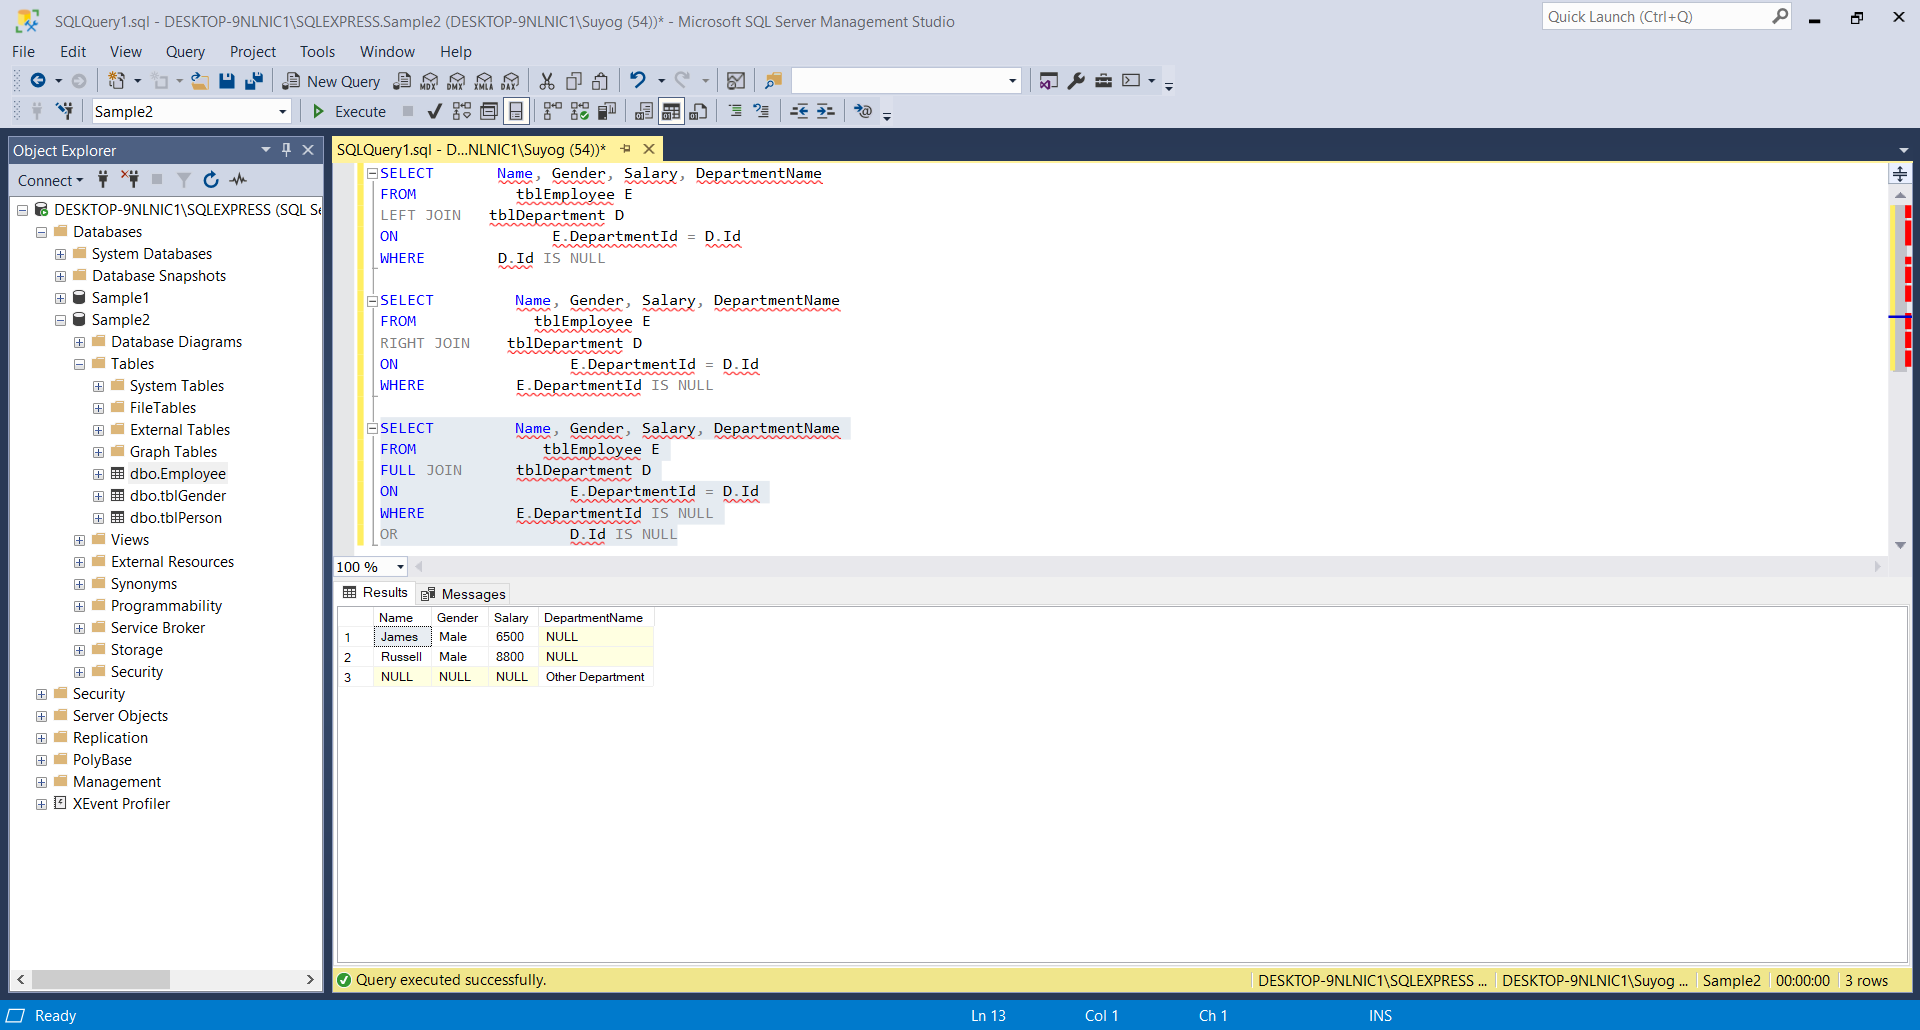 SQLQuery1.sql - DESKTOP-9NLNIC1\SQLEXPRESS.Sample2 (DESKTOP-9NLNIC1\Suyog (54))* - Microsoft SQL Server Management Studio
Quick Launch (Ctrl+Q)
File Edit View Query Project Tools Window Help
New Query MDX DMX XMLA DAX
Sample2 Execute
Object Explorer
Connect
DESKTOP-9NLNIC1\SQLEXPRESS (SQL Se
Databases
System Databases
Database Snapshots
Sample1
Sample2
Database Diagrams
Tables
System Tables
FileTables
External Tables
Graph Tables
dbo.Employee
dbo.tblGender
dbo.tblPerson
Views
External Resources
Synonyms
Programmability
Service Broker
Storage
Security
Security
Server Objects
Replication
PolyBase
Management
XEvent Profiler
SQLQuery1.sql - D...NLNIC1\Suyog (54))*
SELECT Name, Gender, Salary, DepartmentName
FROM tblEmployee E
LEFT JOIN tblDepartment D
ON E.DepartmentId = D.Id
WHERE D.Id IS NULL
SELECT Name, Gender, Salary, DepartmentName
FROM tblEmployee E
RIGHT JOIN tblDepartment D
ON E.DepartmentId = D.Id
WHERE E.DepartmentId IS NULL
SELECT Name, Gender, Salary, DepartmentName
FROM tblEmployee E
FULL JOIN tblDepartment D
ON E.DepartmentId = D.Id
WHERE E.DepartmentId IS NULL
OR D.Id IS NULL
100 %
Results Messages
Name Gender Salary DepartmentName
1 James Male 6500 NULL
2 Russell Male 8800 NULL
3 NULL NULL NULL Other Department
Query executed successfully. DESKTOP-9NLNIC1\SQLEXPRESS ... DESKTOP-9NLNIC1\Suyog ... Sample2 00:00:00 3 rows
Ready Ln 13 Col 1 Ch 1 INS